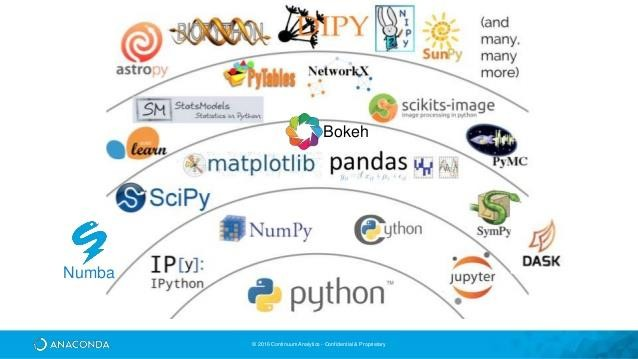 astropy
BIOPYTHON
DIPY
NIPY
SunPy
(and
many,
many
more)
PyTables
NetworkX
SM StatsModels
Statistics in Python
scikits-image
image processing in python
Bokeh
learn
matplotlib
pandas
PyMC
SciPy
NumPy
Cython
SymPy
DASK
Numba
IP[y]:
IPython
python™
jupyter
ANACONDA
© 2016 Continuum Analytics - Confidential & Proprietary